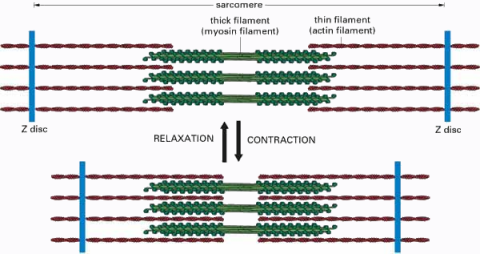 sarcomere
thick filament
(myosin filament)
thin filament
(actin filament)
Z disc
Z disc
RELAXATION
CONTRACTION